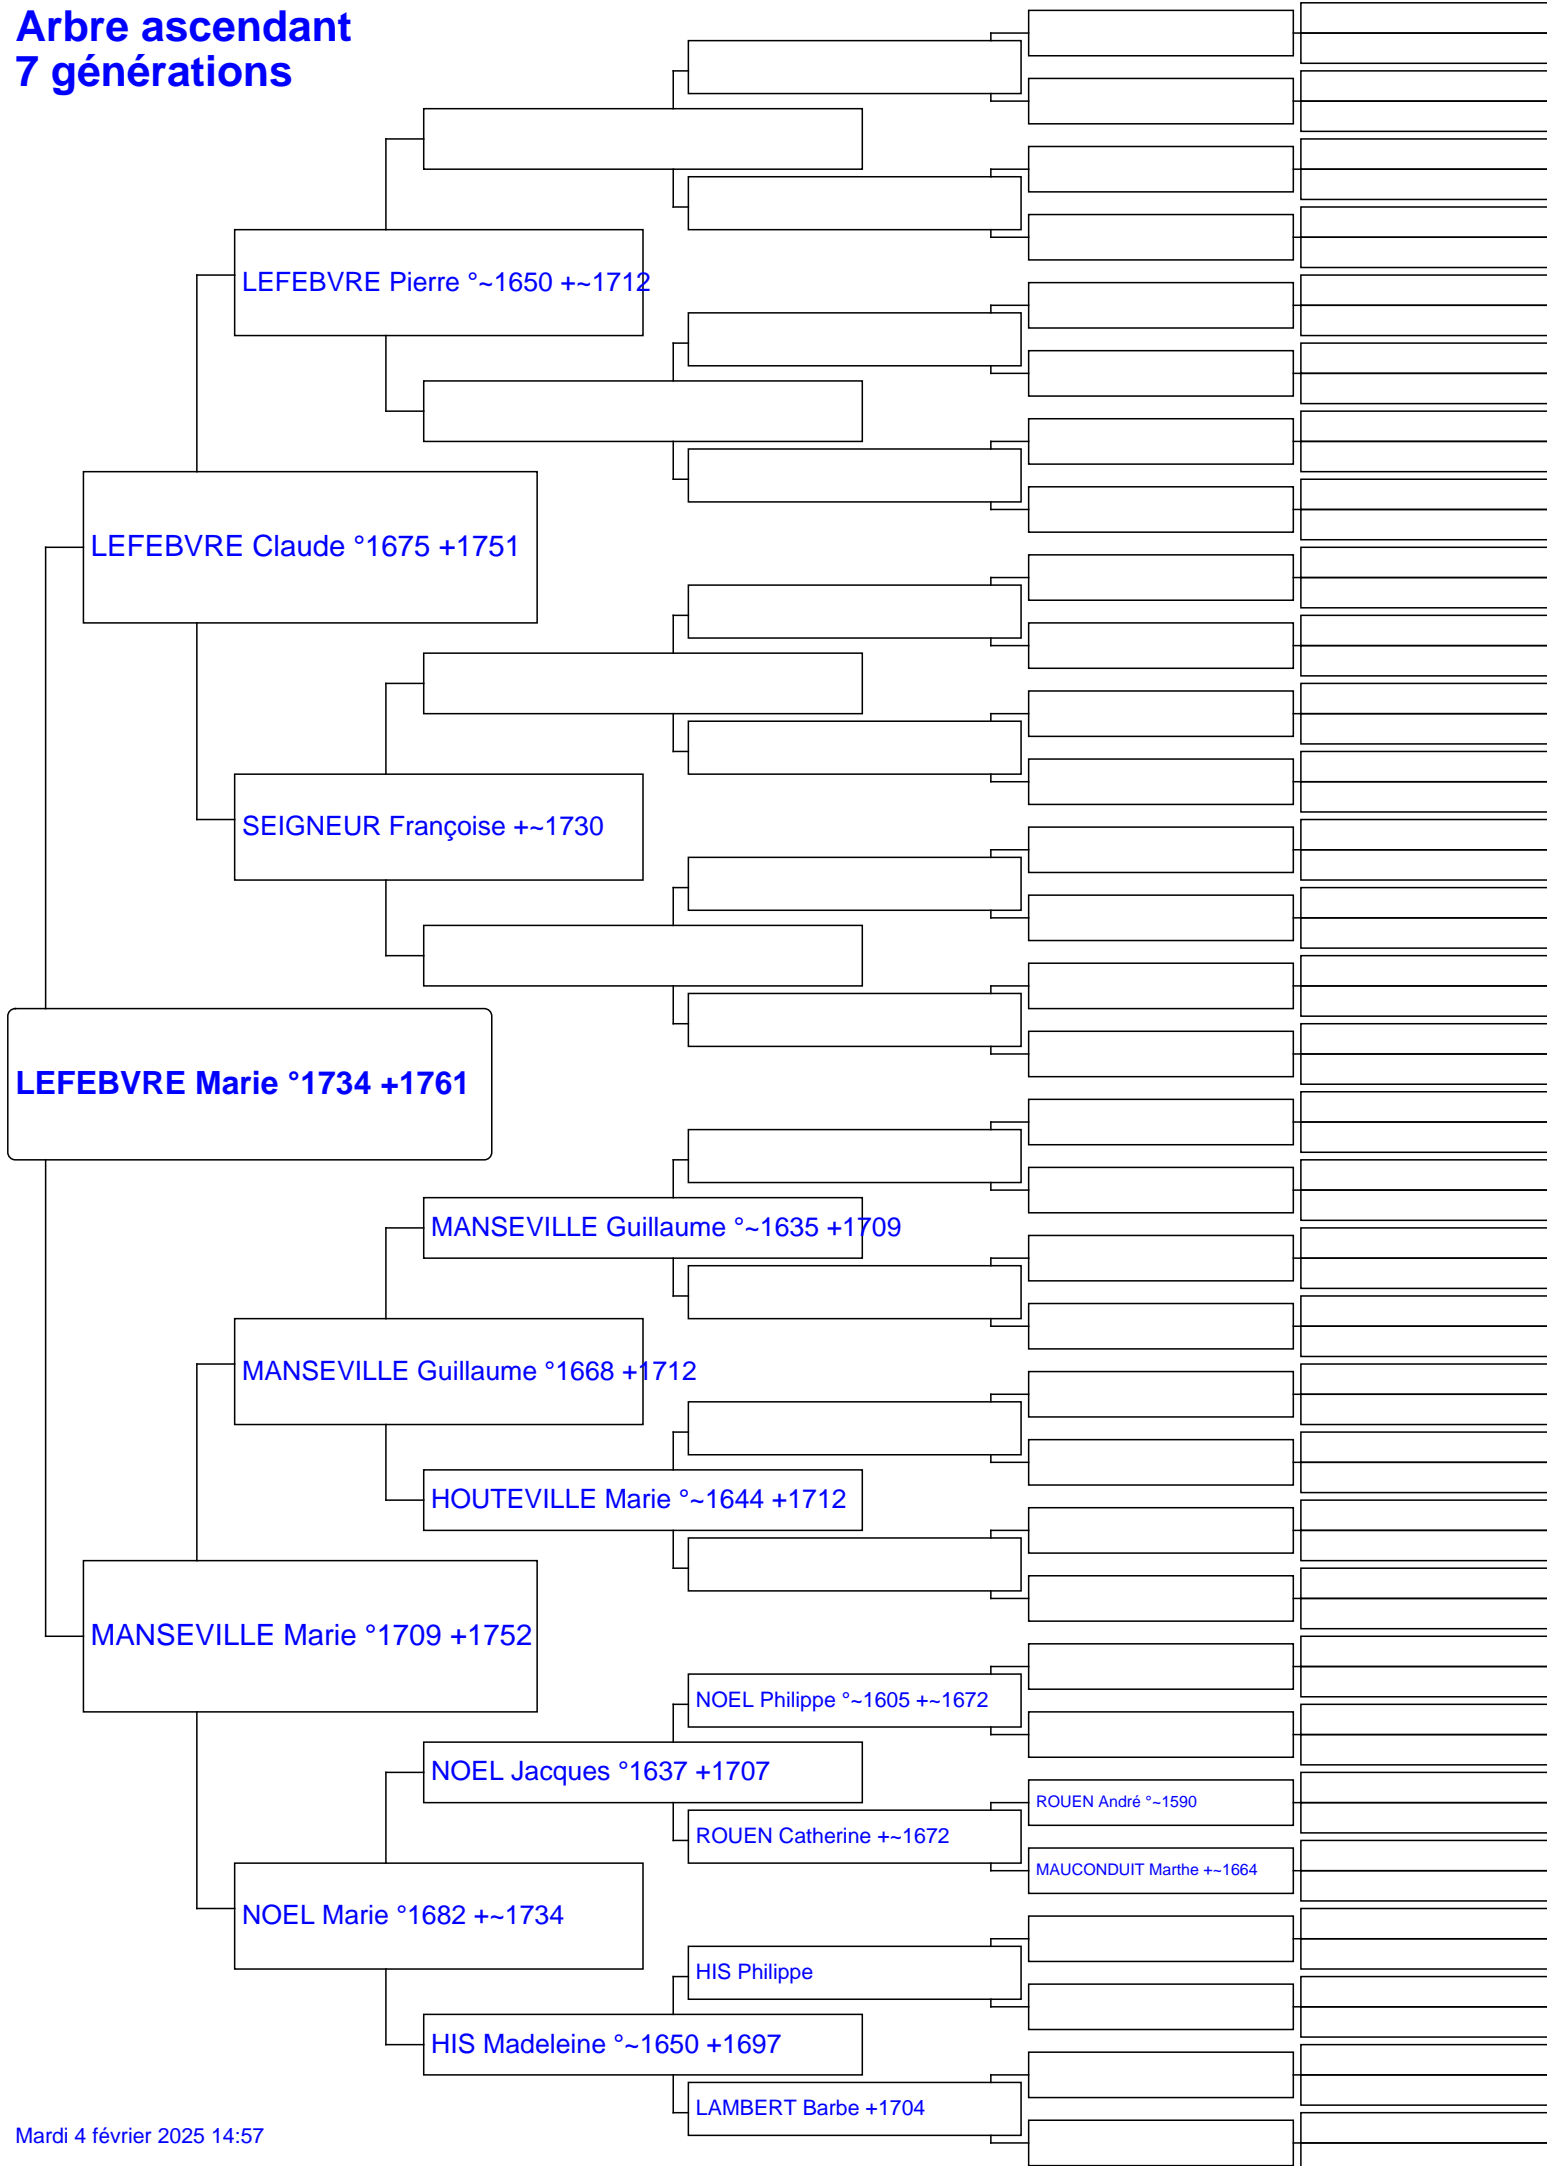 Arbre ascendant
7 générations
LEFEBVRE Pierre °~1650 +~1712
LEFEBVRE Claude °1675 +1751
SEIGNEUR Françoise +~1730
LEFEBVRE Marie °1734 +1761
MANSEVILLE Guillaume °~1635 +1709
MANSEVILLE Guillaume °1668 +1712
HOUTEVILLE Marie °~1644 +1712
MANSEVILLE Marie °1709 +1752
NOEL Philippe °~1605 +~1672
NOEL Jacques °1637 +1707
ROUEN André °~1590
ROUEN Catherine +~1672
MAUCONDUIT Marthe +~1664
NOEL Marie °1682 +~1734
HIS Philippe
HIS Madeleine °~1650 +1697
LAMBERT Barbe +1704
Mardi 4 février 2025 14:57